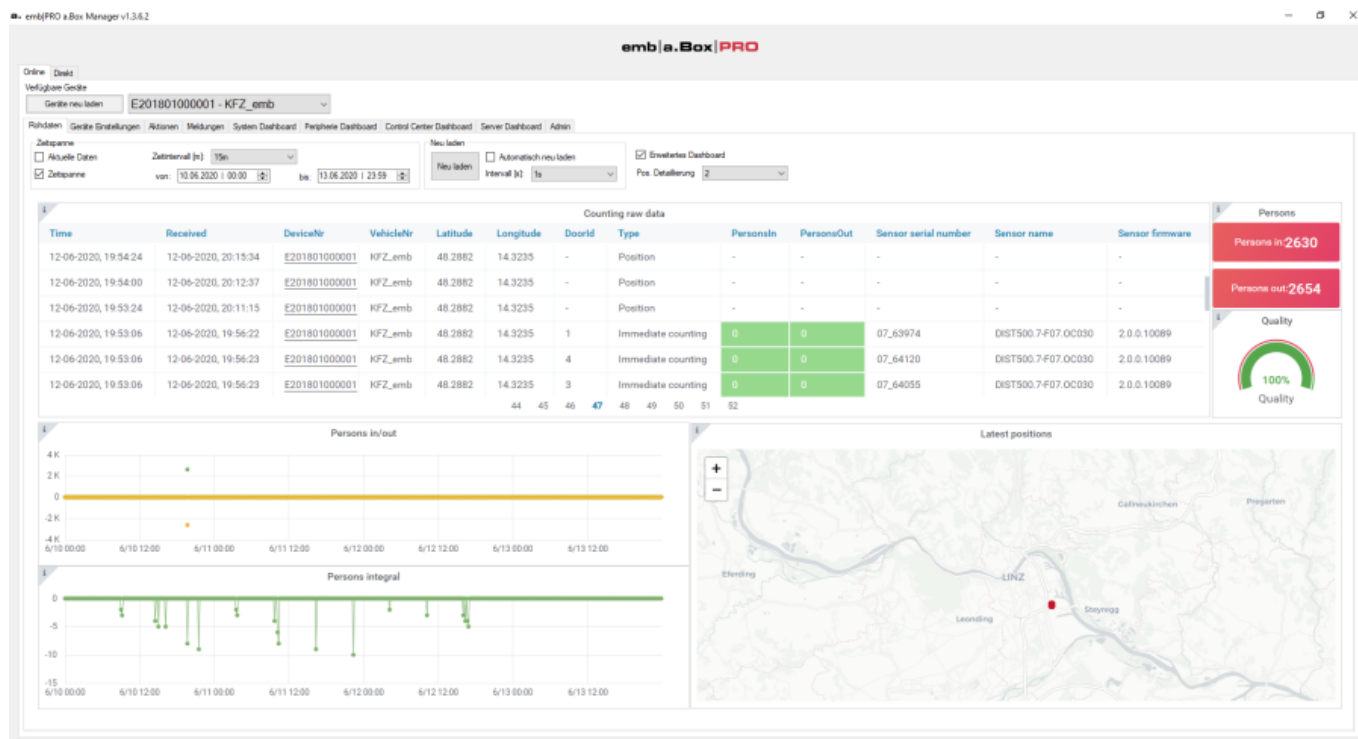 emb|PRO a.Box Manager v1.3.6.2
emb|a.Box|PRO
Online Direkt
Verfügbare Geräte
Geräte neu laden E201801000001 - KFZ_emb
Rohdaten Geräte Einstellungen Aktionen Meldungen System Dashboard Peripherie Dashboard Control Center Dashboard Server Dashboard Admin
Zeitspanne Neu laden
Aktuelle Daten Zeitintervall [m]: 15m Neu laden Automatisch neu laden Erweitertes Dashboard
Zeitspanne von: 10.06.2020 | 00:00 bis: 13.06.2020 | 23:59 Intervall [s]: 1s Pos. Detaillierung 2
Counting raw data
Time Received DeviceNr VehicleNr Latitude Longitude DoorId Type PersonsIn PersonsOut Sensor serial number Sensor name Sensor firmware
12-06-2020, 19:54:24 12-06-2020, 20:15:34 E201801000001 KFZ_emb 48.2882 14.3235 - Position - - - - -
12-06-2020, 19:54:00 12-06-2020, 20:12:37 E201801000001 KFZ_emb 48.2882 14.3235 - Position - - - - -
12-06-2020, 19:53:24 12-06-2020, 20:11:15 E201801000001 KFZ_emb 48.2882 14.3235 - Position - - - - -
12-06-2020, 19:53:06 12-06-2020, 19:56:22 E201801000001 KFZ_emb 48.2882 14.3235 1 Immediate counting 0 0 07_63974 DIST500.7-F07.OC030 2.0.0.10089
12-06-2020, 19:53:06 12-06-2020, 19:56:23 E201801000001 KFZ_emb 48.2882 14.3235 4 Immediate counting 0 0 07_64120 DIST500.7-F07.OC030 2.0.0.10089
12-06-2020, 19:53:06 12-06-2020, 19:56:23 E201801000001 KFZ_emb 48.2882 14.3235 3 Immediate counting 0 0 07_64055 DIST500.7-F07.OC030 2.0.0.10089
44 45 46 47 48 49 50 51 52
Persons
Persons in:2630
Persons out:2654
Quality
100%
Quality
Persons in/out
4 K
2 K
0
-2 K
-4 K
6/10 00:00 6/10 12:00 6/11 00:00 6/11 12:00 6/12 00:00 6/12 12:00 6/13 00:00 6/13 12:00
Persons integral
0
-5
-10
-15
6/10 00:00 6/10 12:00 6/11 00:00 6/11 12:00 6/12 00:00 6/12 12:00 6/13 00:00 6/13 12:00
Latest positions
+
−
Gallneukirchen
Pregarten
Eferding
LINZ
Steyregg
Leonding